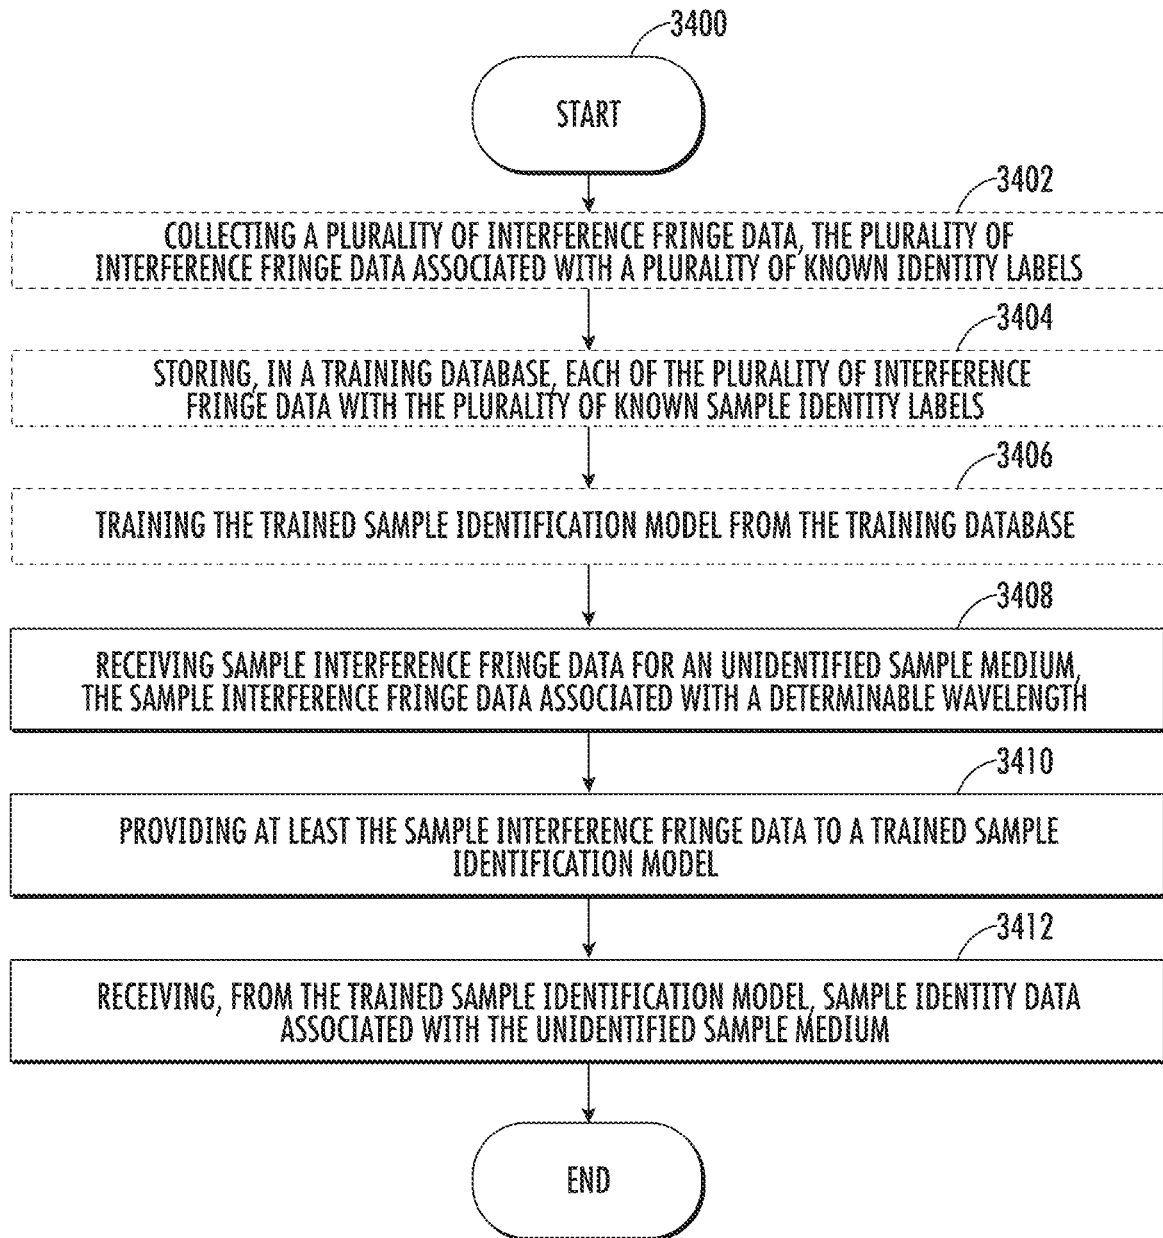 3400
START
3402
COLLECTING A PLURALITY OF INTERFERENCE FRINGE DATA, THE PLURALITY OF
INTERFERENCE FRINGE DATA ASSOCIATED WITH A PLURALITY OF KNOWN IDENTITY LABELS
3404
STORING, IN A TRAINING DATABASE, EACH OF THE PLURALITY OF INTERFERENCE
FRINGE DATA WITH THE PLURALITY OF KNOWN SAMPLE IDENTITY LABELS
3406
TRAINING THE TRAINED SAMPLE IDENTIFICATION MODEL FROM THE TRAINING DATABASE
3408
RECEIVING SAMPLE INTERFERENCE FRINGE DATA FOR AN UNIDENTIFIED SAMPLE MEDIUM,
THE SAMPLE INTERFERENCE FRINGE DATA ASSOCIATED WITH A DETERMINABLE WAVELENGTH
3410
PROVIDING AT LEAST THE SAMPLE INTERFERENCE FRINGE DATA TO A TRAINED SAMPLE
IDENTIFICATION MODEL
3412
RECEIVING, FROM THE TRAINED SAMPLE IDENTIFICATION MODEL, SAMPLE IDENTITY DATA
ASSOCIATED WITH THE UNIDENTIFIED SAMPLE MEDIUM
END